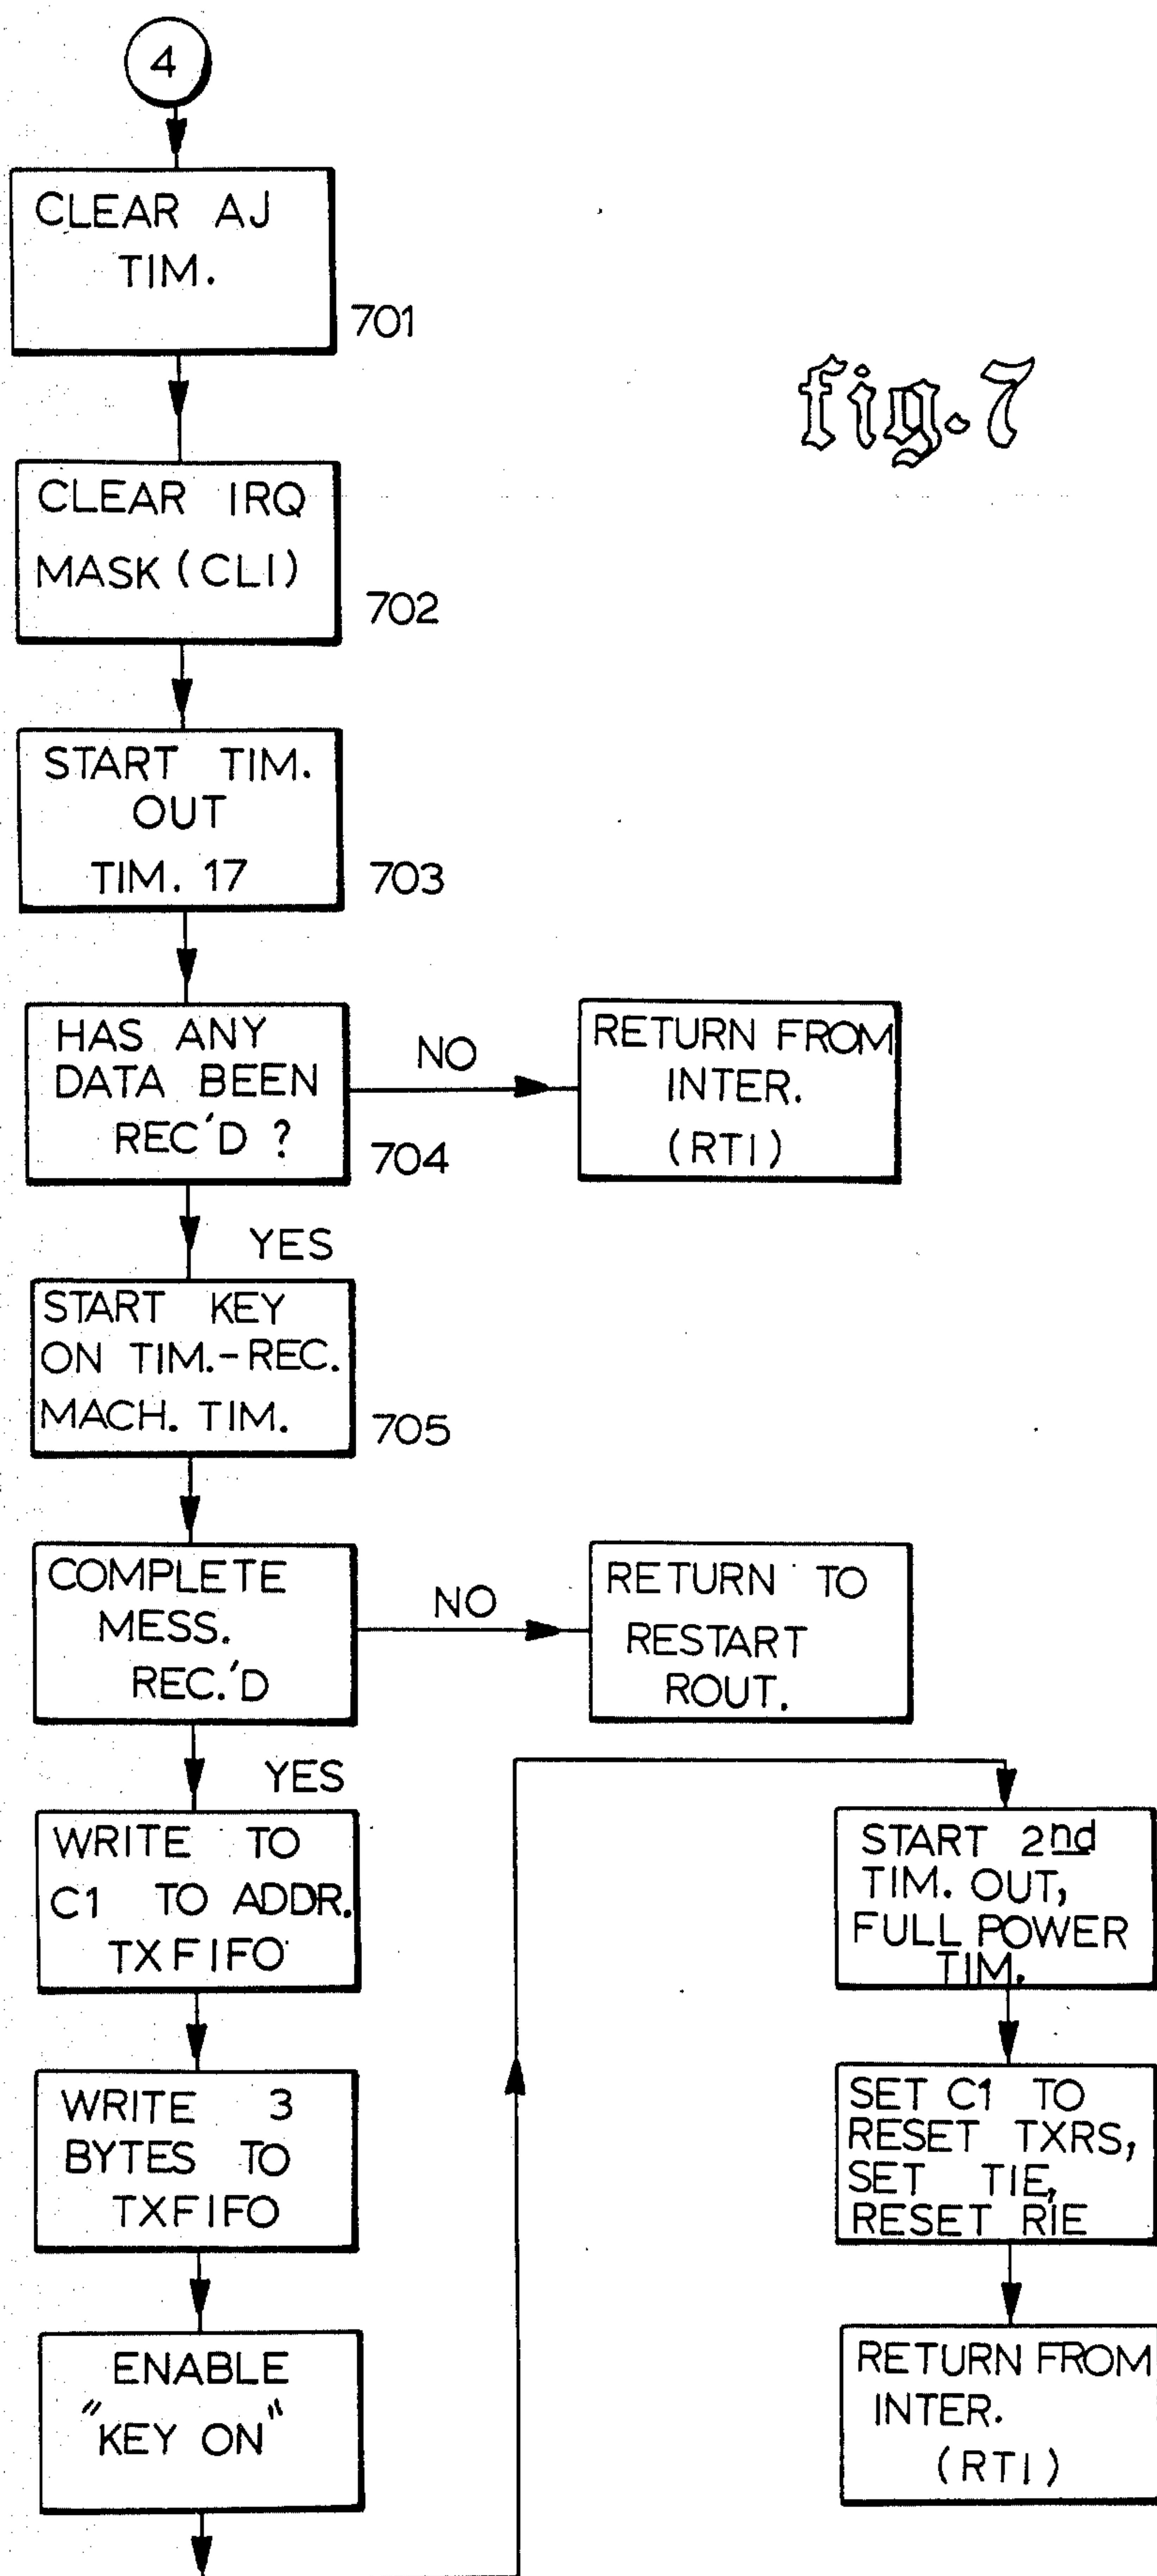 4
CLEAR AJ
TIM.
701
fig.7
CLEAR IRQ
MASK (CLI)
702
START TIM.
OUT
TIM. 17
703
HAS ANY
DATA BEEN
REC'D ?
704
NO
RETURN FROM
INTER.
(RTI)
YES
START KEY
ON TIM.-REC.
MACH. TIM.
705
COMPLETE
MESS.
REC.'D
NO
RETURN TO
RESTART
ROUT.
YES
WRITE TO
C1 TO ADDR.
TXFIFO
WRITE 3
BYTES TO
TXFIFO
ENABLE
"KEY ON"
START 2nd
TIM. OUT,
FULL POWER
TIM.
SET C1 TO
RESET TXRS,
SET TIE,
RESET RIE
RETURN FROM
INTER.
(RTI)